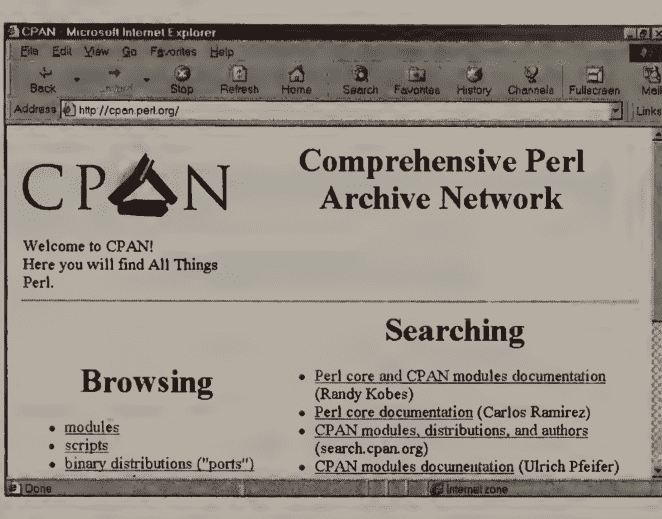 CPAN - Microsoft Internet Explorer
File Edit View Go Favorites Help
Back Stop Refresh Home Search Favorites History Channels Fullscreen Mail
Address http://cpan.perl.org/ Links
CPAN
Comprehensive Perl
Archive Network
Welcome to CPAN!
Here you will find All Things
Perl.
Browsing
• modules
• scripts
• binary distributions ("ports")
Searching
• Perl core and CPAN modules documentation
(Randy Kobes)
• Perl core documentation (Carlos Ramirez)
• CPAN modules, distributions, and authors
(search.cpan.org)
• CPAN modules documentation (Ulrich Pfeifer)
Done Internet zone